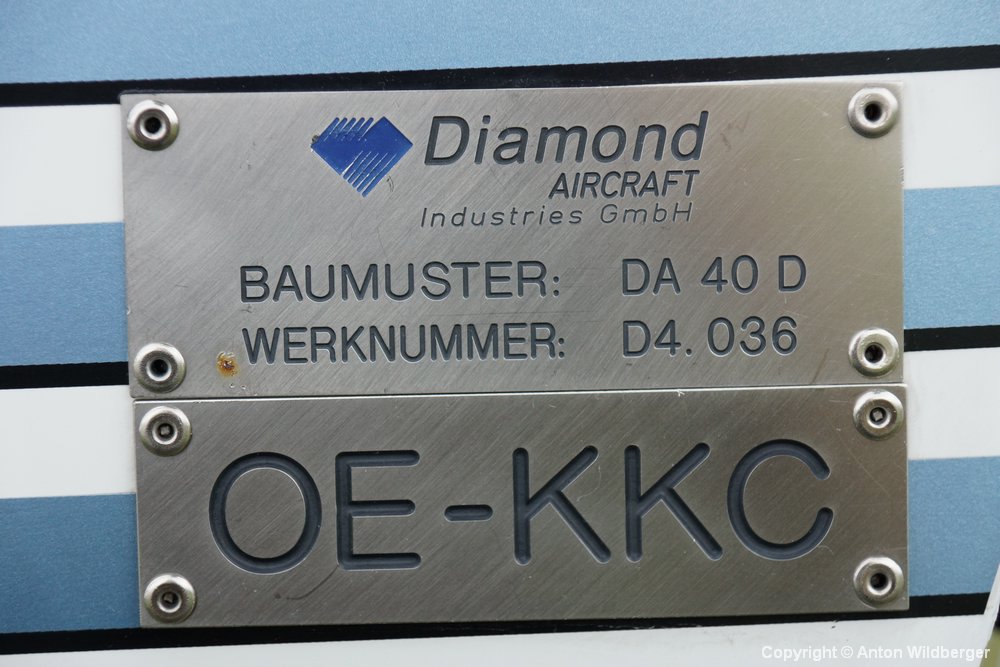 Diamond
AIRCRAFT
Industries GmbH
BAUMUSTER: DA 40 D
WERKNUMMER: D4.036
OE-KKC
Copyright © Anton Wildberger